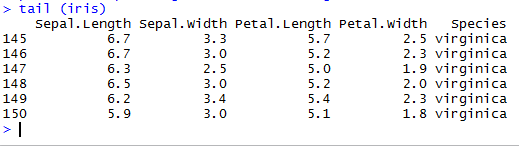 > tail (iris)
    Sepal.Length Sepal.Width Petal.Length Petal.Width   Species
145          6.7         3.3          5.7         2.5 virginica
146          6.7         3.0          5.2         2.3 virginica
147          6.3         2.5          5.0         1.9 virginica
148          6.5         3.0          5.2         2.0 virginica
149          6.2         3.4          5.4         2.3 virginica
150          5.9         3.0          5.1         1.8 virginica
>